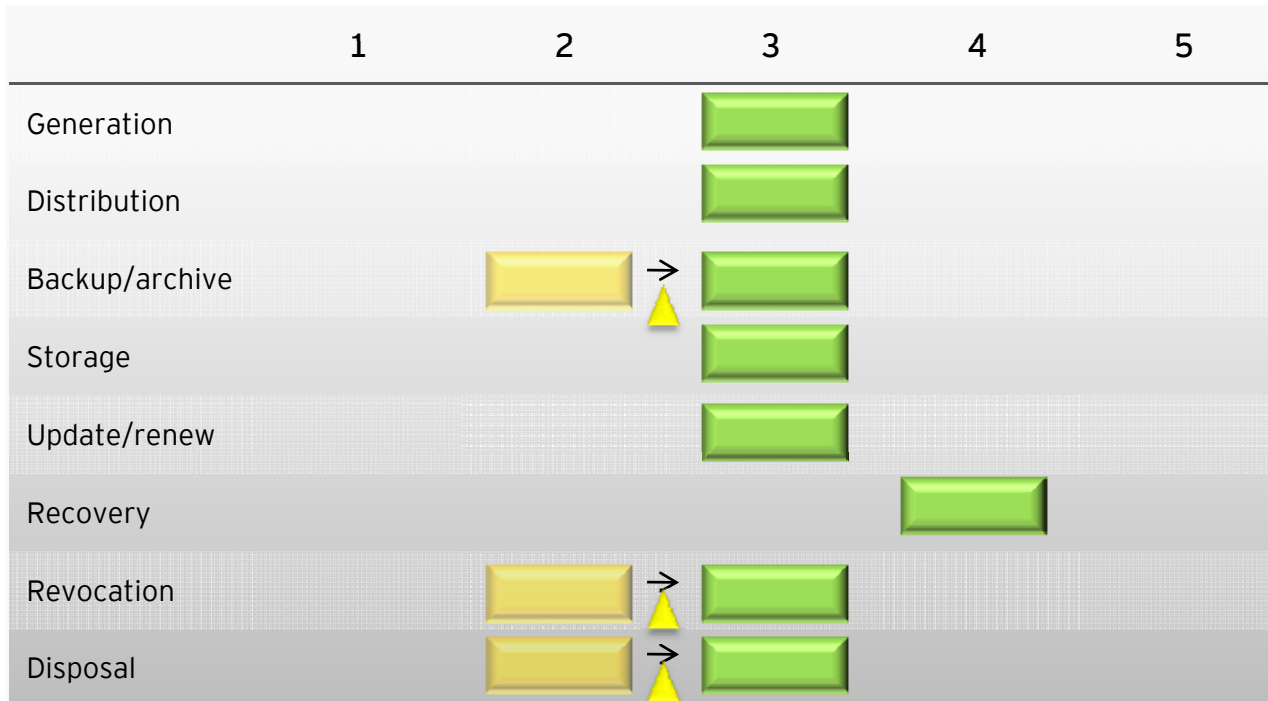 1 2 3 4 5
Generation
Distribution
Backup/archive
Storage
Update/renew
Recovery
Revocation
Disposal